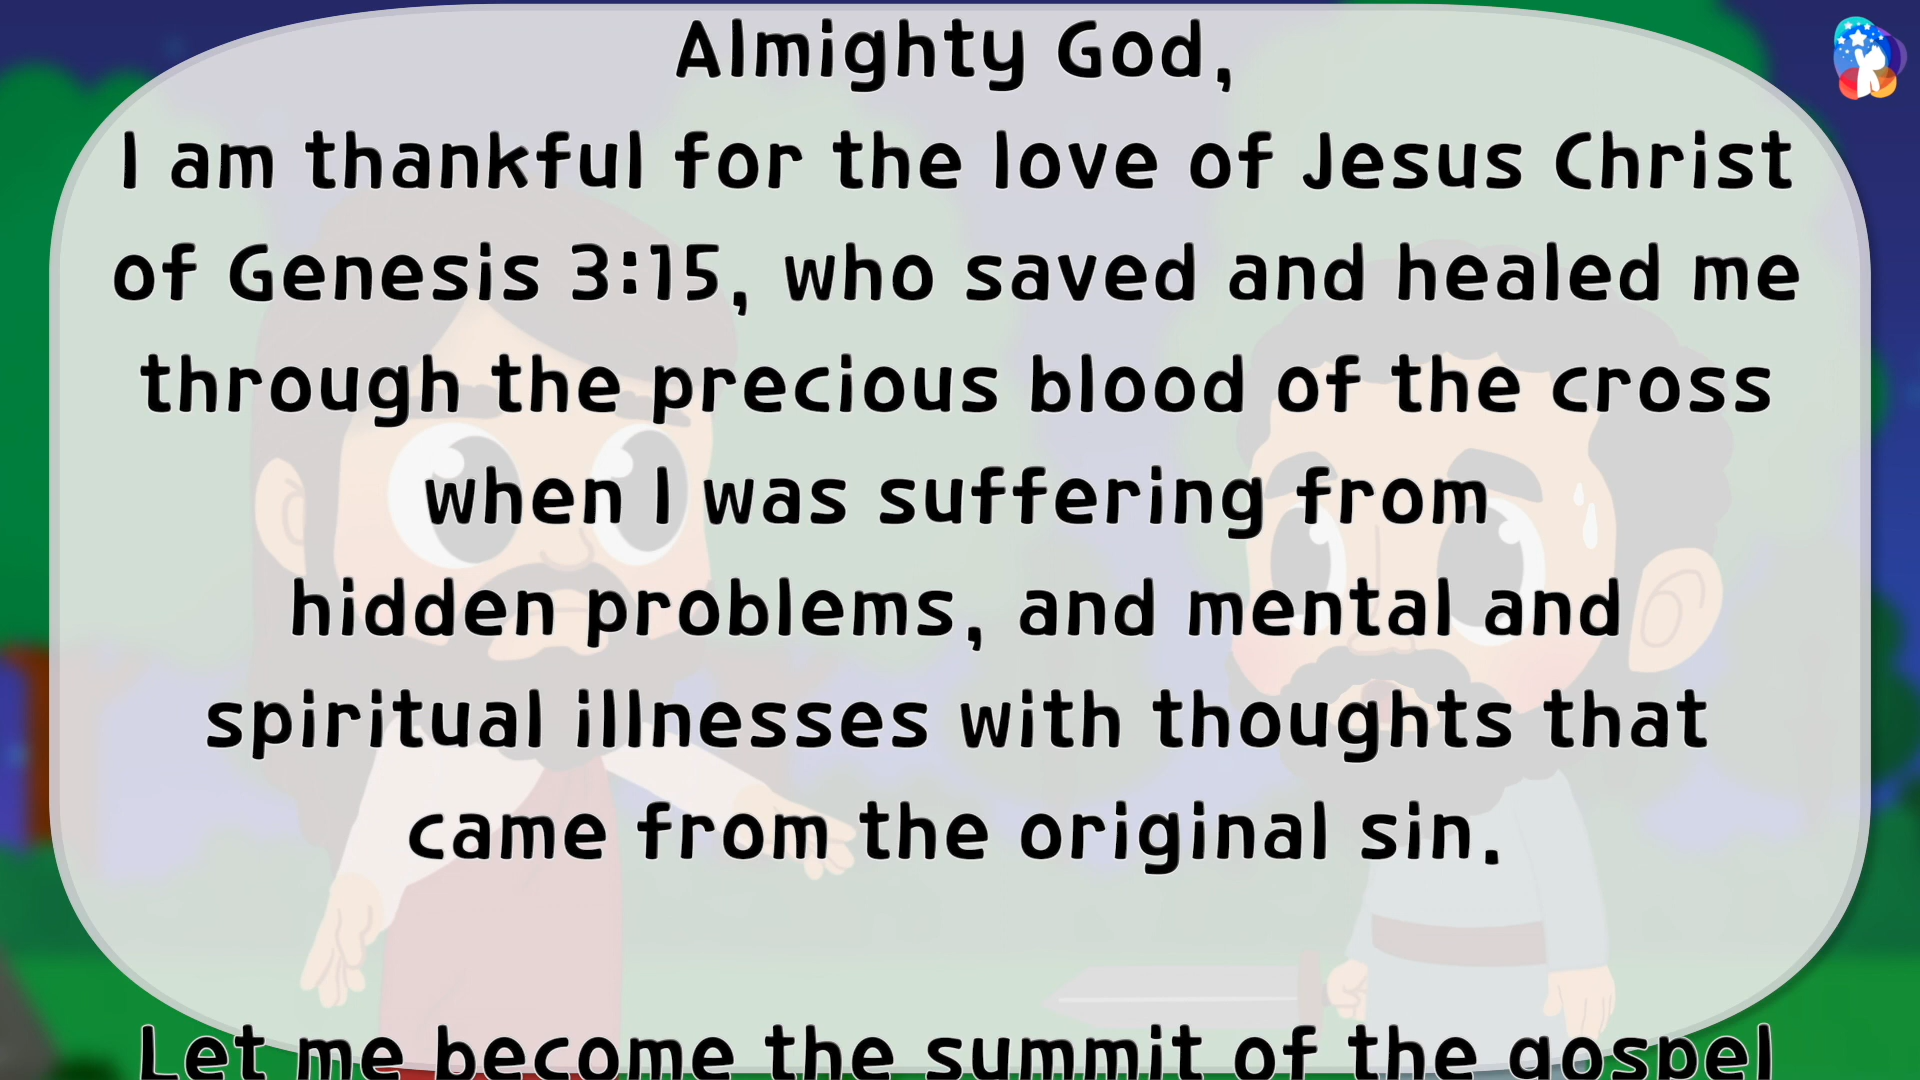 Almighty God,
I am thankful for the love of Jesus Christ
of Genesis 3:15, who saved and healed me
through the precious blood of the cross
when I was suffering from
hidden problems, and mental and
spiritual illnesses with thoughts that
came from the original sin.
Let me become the summit of the gospel